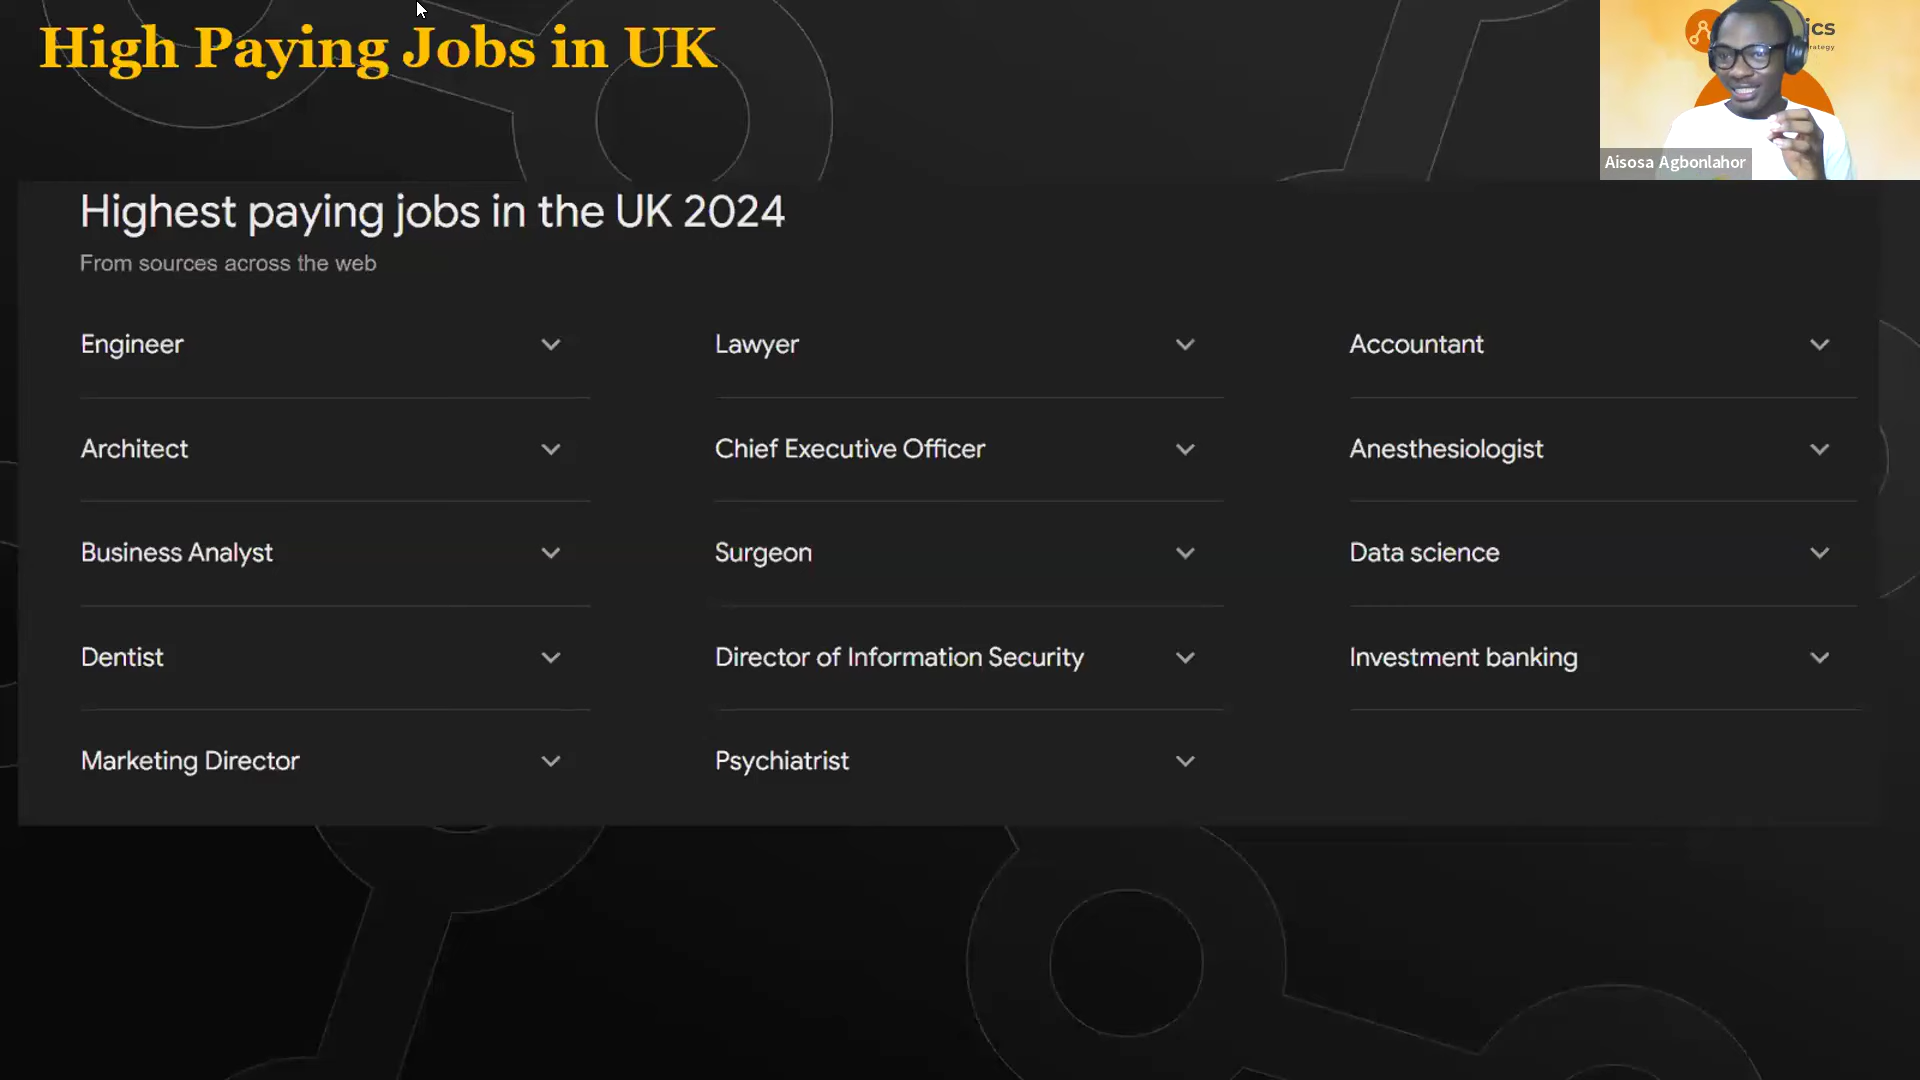 High Paying Jobs in UK
ics
rategy
Aisosa Agbonlahor
Highest paying jobs in the UK 2024
From sources across the web
Engineer
Lawyer
Accountant
Architect
Chief Executive Officer
Anesthesiologist
Business Analyst
Surgeon
Data science
Dentist
Director of Information Security
Investment banking
Marketing Director
Psychiatrist